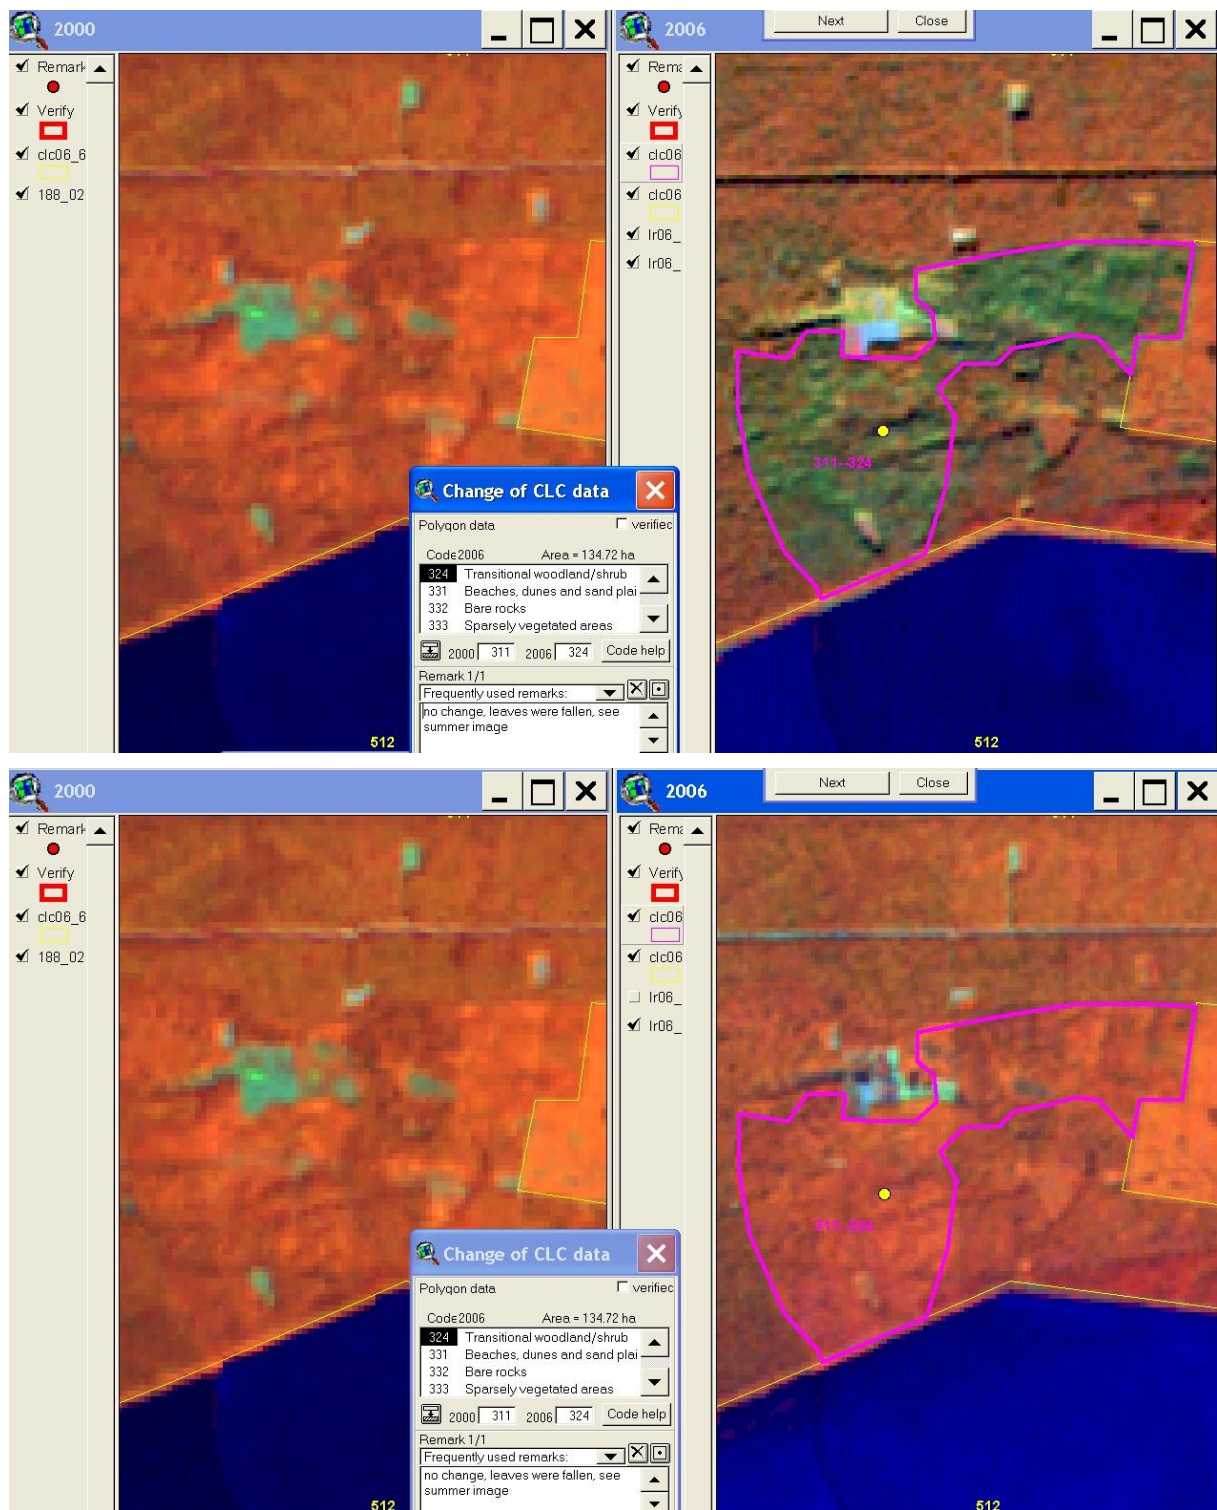 2000
2006
Next
Close
Remark
Verify
clc06_6
188_02
Rema
Verify
clc06
clc06
lr06_
lr06_
311--324
Change of CLC data
Polygon data
verified
Code2006
Area = 134.72 ha
324 Transitional woodland/shrub
331 Beaches, dunes and sand plai
332 Bare rocks
333 Sparsely vegetated areas
2000 311 2006 324 Code help
Remark 1/1
Frequently used remarks:
no change, leaves were fallen, see
summer image
512
512
2000
2006
Next
Close
Remark
Verify
clc06_6
188_02
Rema
Verify
clc06
clc06
lr06_
lr06_
311--324
Change of CLC data
Polygon data
verified
Code2006
Area = 134.72 ha
324 Transitional woodland/shrub
331 Beaches, dunes and sand plai
332 Bare rocks
333 Sparsely vegetated areas
2000 311 2006 324 Code help
Remark 1/1
Frequently used remarks:
no change, leaves were fallen, see
summer image
512
512